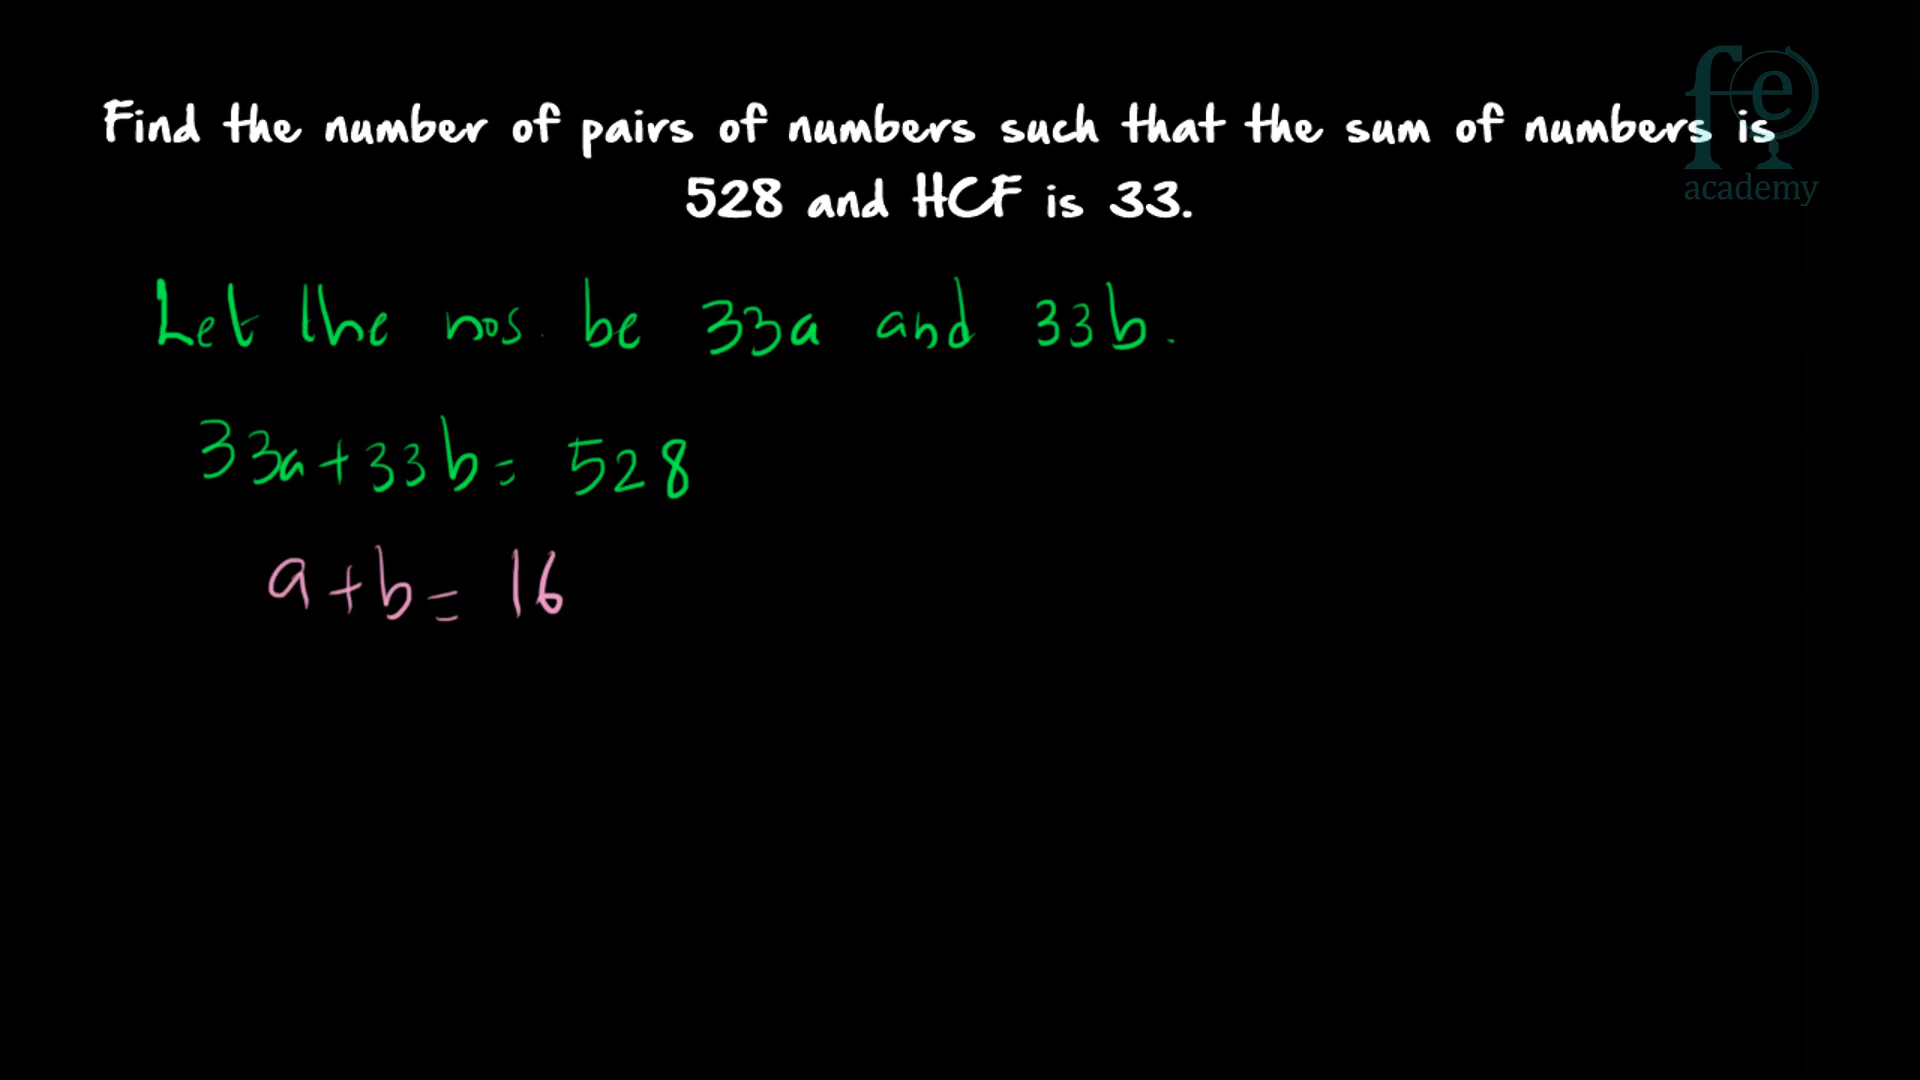 Find the number of pairs of numbers such that the sum of numbers is
528 and HCF is 33.
fe
academy
Let the nos. be 33a and 33b.
33a+33b= 528
a+b= 16